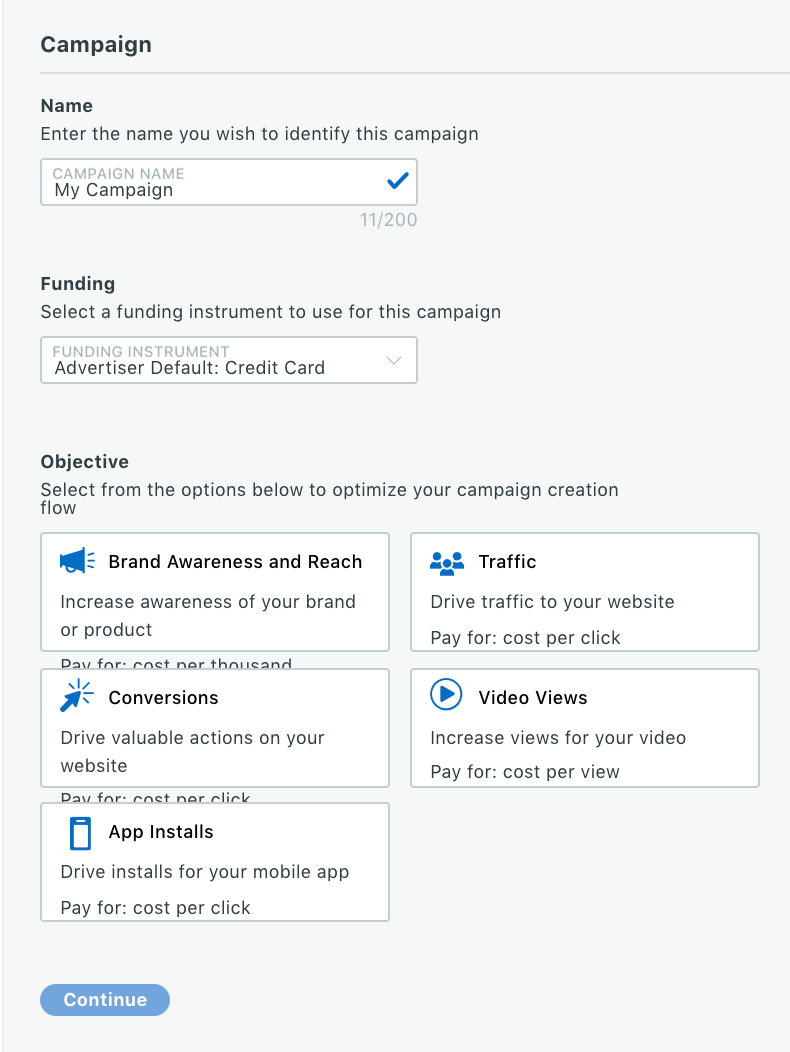 Campaign
Name
Enter the name you wish to identify this campaign
CAMPAIGN NAME
My Campaign
11/200
Funding
Select a funding instrument to use for this campaign
FUNDING INSTRUMENT
Advertiser Default: Credit Card
Objective
Select from the options below to optimize your campaign creation
flow
Brand Awareness and Reach
Increase awareness of your brand
or product
Pay for: cost per thousand
Traffic
Drive traffic to your website
Pay for: cost per click
Conversions
Drive valuable actions on your
website
Pay for: cost per click
Video Views
Increase views for your video
Pay for: cost per view
App Installs
Drive installs for your mobile app
Pay for: cost per click
Continue